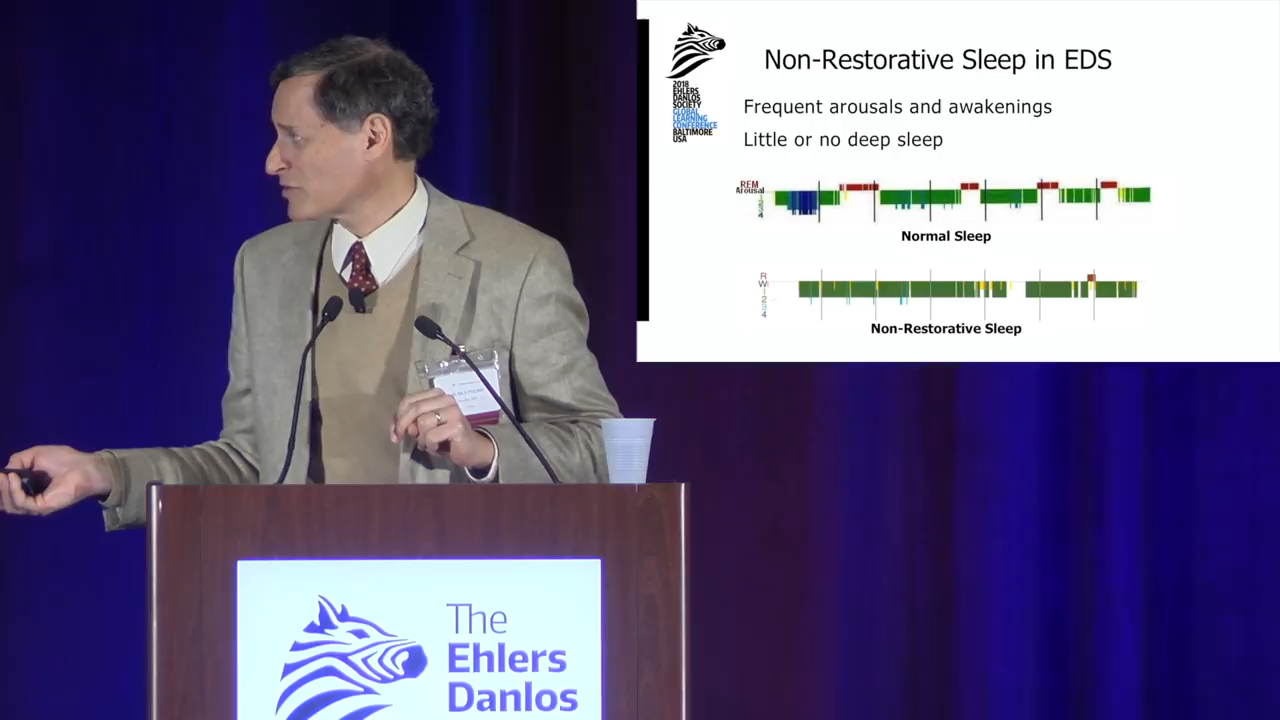 2018
EHLERS
DANLOS
SOCIETY
GLOBAL
LEARNING
CONFERENCE
BALTIMORE
USA
Non-Restorative Sleep in EDS
Frequent arousals and awakenings
Little or no deep sleep
REM
Arousal
4
Normal Sleep
R
W
1
2
3
4
Non-Restorative Sleep
The
Ehlers
Danlos